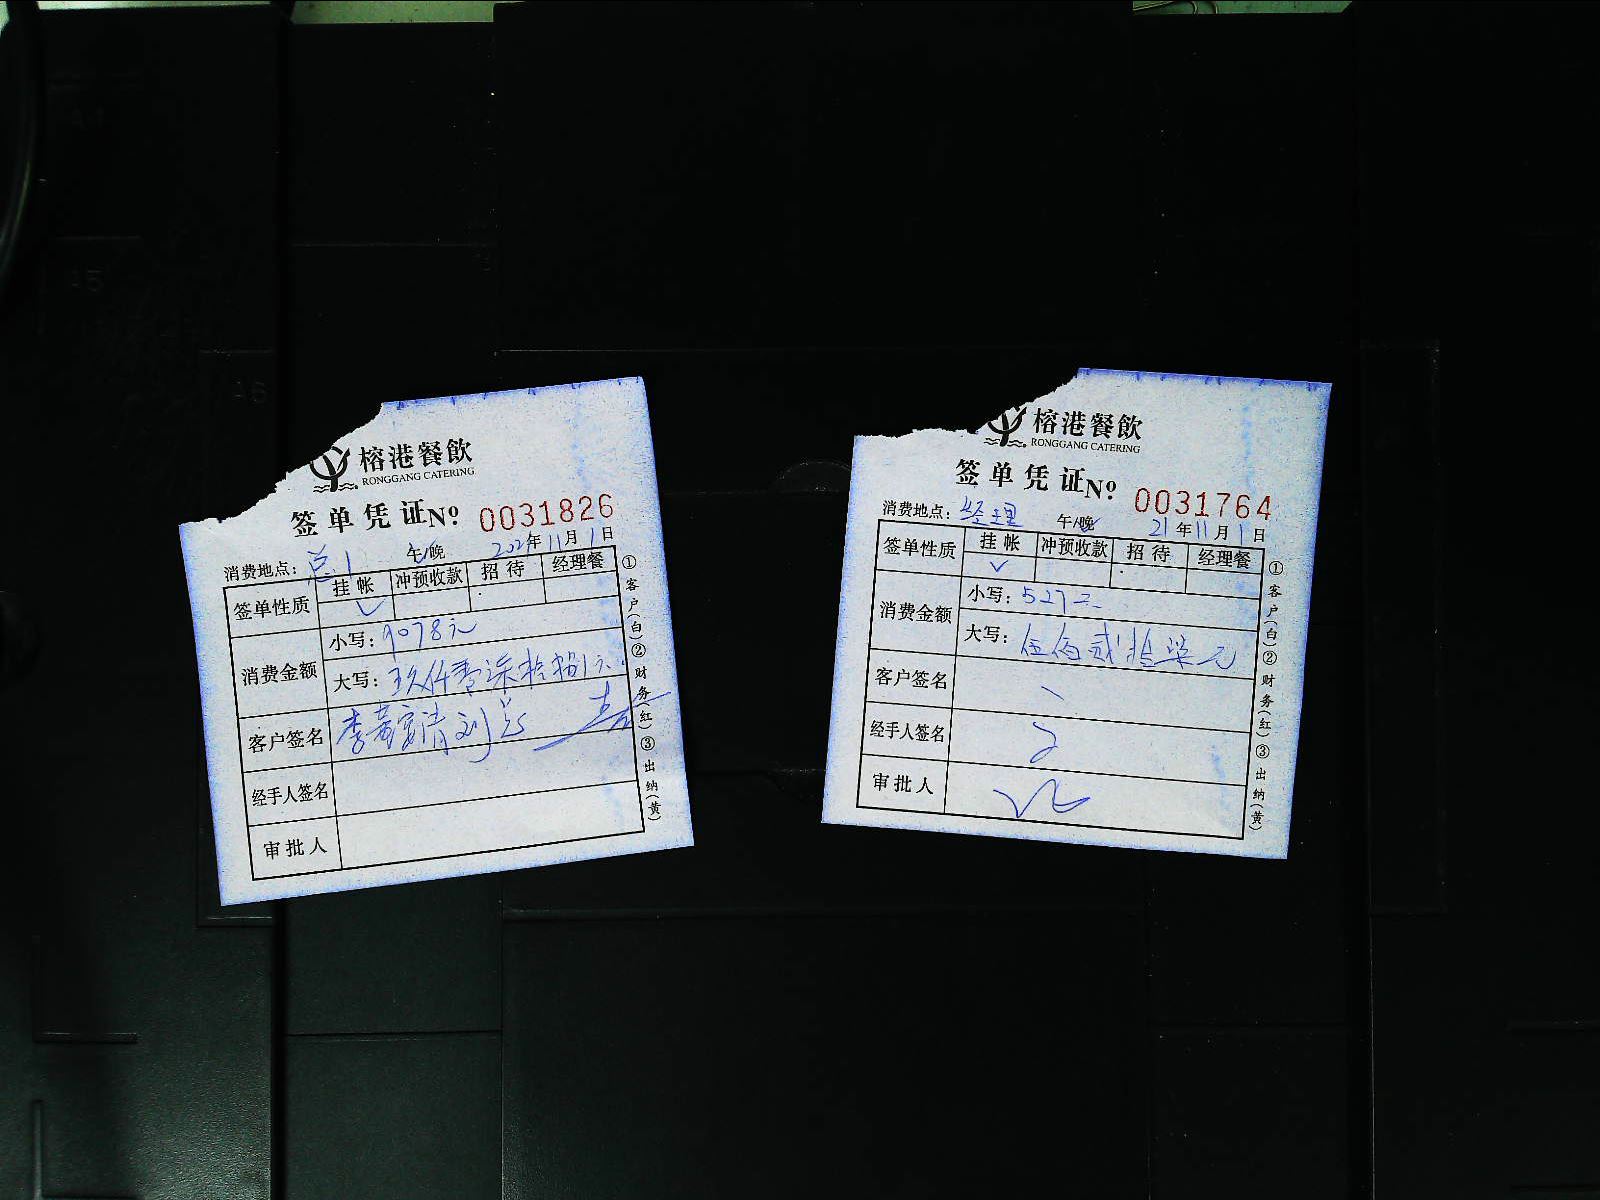 榕港餐飲
RONGGANG CATERING
签单凭证 Nº 0031826
消费地点：总1 午/晚 2021年11月1日
签单性质 挂帐 冲预收款 招待 经理餐
✓
消费金额 小写：9078元
大写：玖仟零柒拾捌元
客户签名
经手人签名
审批人
①客户(白)②财务(红)③出纳(黄)
榕港餐飲
RONGGANG CATERING
签单凭证 Nº 0031764
消费地点：经理 午/晚 21年11月1日
签单性质 挂帐 冲预收款 招待 经理餐
✓
消费金额 小写：527元
大写：伍佰贰拾柒元
客户签名
经手人签名
审批人
①客户(白)②财务(红)③出纳(黄)
15
16